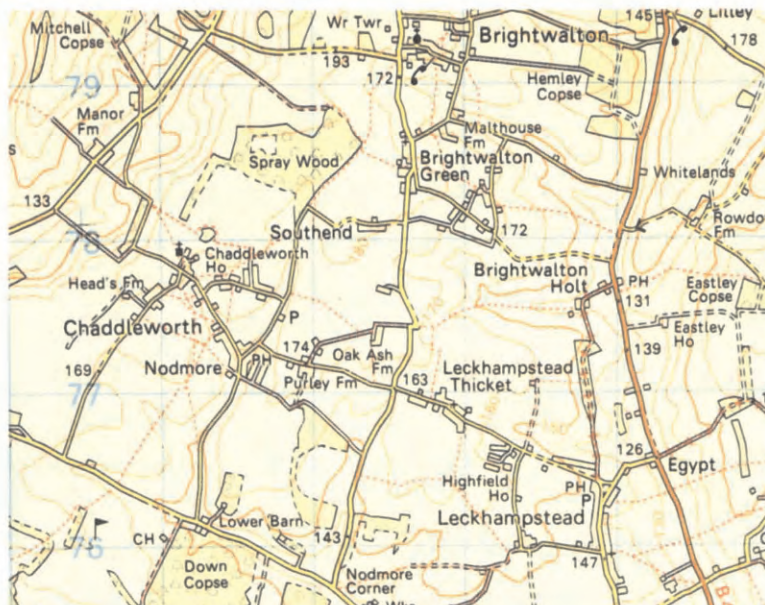 Mitchell
Copse
Wr Twr
193
172
Brightwalton
145
Lilley
178
79
Manor
Fm
Hemley
Copse
Malthouse
Fm
Spray Wood
Brightwalton
Green
Whitelands
133
s
78
Southend
172
Rowdo
Fm
Chaddleworth
Ho
Head's Fm
Brightwalton
Holt
PH
131
Eastley
Copse
Chaddleworth
P
170
Eastley
Ho
139
174
Oak Ash
Fm
169
Nodmore
PH
Purley Fm
163
Leckhampstead
Thicket
77
126
Egypt
Highfield
Ho
PH
P
Leckhampstead
Lower Barn
CH
143
76
147
Down
Copse
Nodmore
Corner
BA